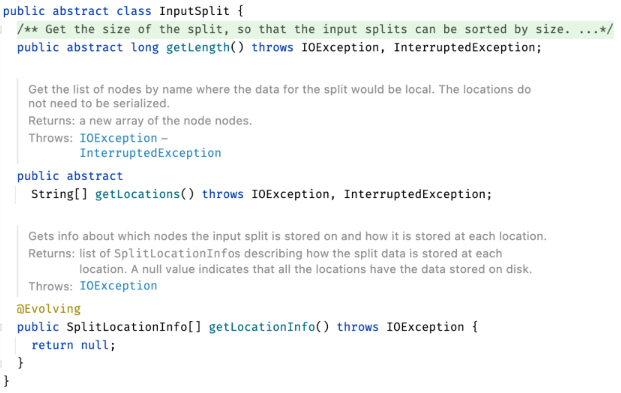 public abstract class InputSplit {
/** Get the size of the split, so that the input splits can be sorted by size. ...*/
public abstract long getLength() throws IOException, InterruptedException;
Get the list of nodes by name where the data for the split would be local. The locations do
not need to be serialized.
Returns: a new array of the node nodes.
Throws: IOException –
InterruptedException
public abstract
String[] getLocations() throws IOException, InterruptedException;
Gets info about which nodes the input split is stored on and how it is stored at each location.
Returns: list of SplitLocationInfos describing how the split data is stored at each
location. A null value indicates that all the locations have the data stored on disk.
Throws: IOException
@Evolving
public SplitLocationInfo[] getLocationInfo() throws IOException {
return null;
}
}